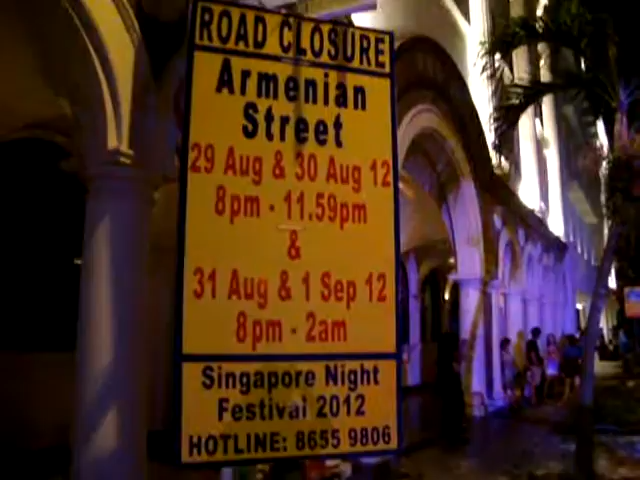 ROAD CLOSURE
Armenian
Street
29 Aug & 30 Aug 12
8pm - 11.59pm
&
31 Aug & 1 Sep 12
8pm - 2am
Singapore Night
Festival 2012
HOTLINE: 8655 9806